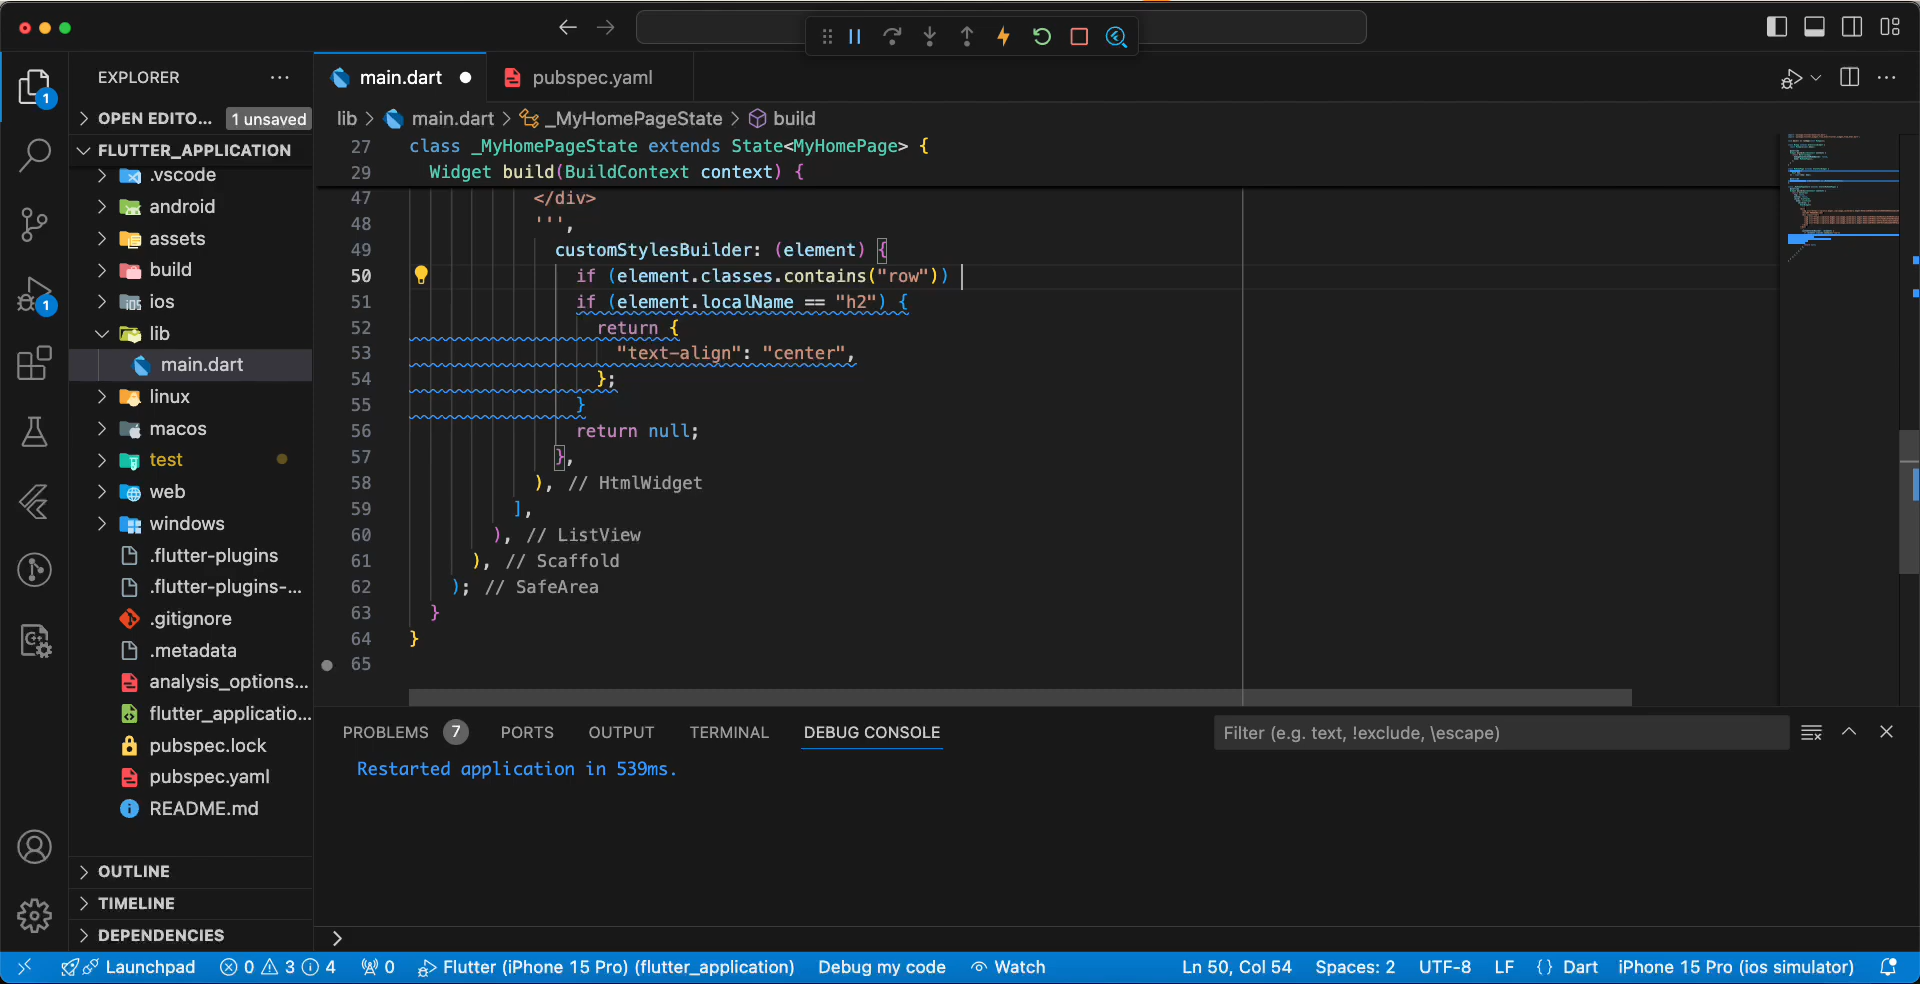 EXPLORER
OPEN EDITO... 1 unsaved
FLUTTER_APPLICATION
.vscode
android
assets
build
ios
lib
main.dart
linux
macos
test
web
windows
.flutter-plugins
.flutter-plugins-...
.gitignore
.metadata
analysis_options...
flutter_applicatio...
pubspec.lock
pubspec.yaml
README.md
OUTLINE
TIMELINE
DEPENDENCIES
1
1
main.dart
pubspec.yaml
lib > main.dart > _MyHomePageState > build
27 class _MyHomePageState extends State<MyHomePage> {
29 Widget build(BuildContext context) {
47 </div>
48 ''',
49 customStylesBuilder: (element) {
50 if (element.classes.contains("row"))
51 if (element.localName == "h2") {
52 return {
53 "text-align": "center",
54 };
55 }
56 return null;
57 },
58 ), // HtmlWidget
59 ],
60 ), // ListView
61 ), // Scaffold
62 ); // SafeArea
63 }
64 }
65
PROBLEMS 7 PORTS OUTPUT TERMINAL DEBUG CONSOLE
Filter (e.g. text, !exclude, \escape)
Restarted application in 539ms.
>
Launchpad 0 3 4 0 Flutter (iPhone 15 Pro) (flutter_application) Debug my code Watch Ln 50, Col 54 Spaces: 2 UTF-8 LF {} Dart iPhone 15 Pro (ios simulator)